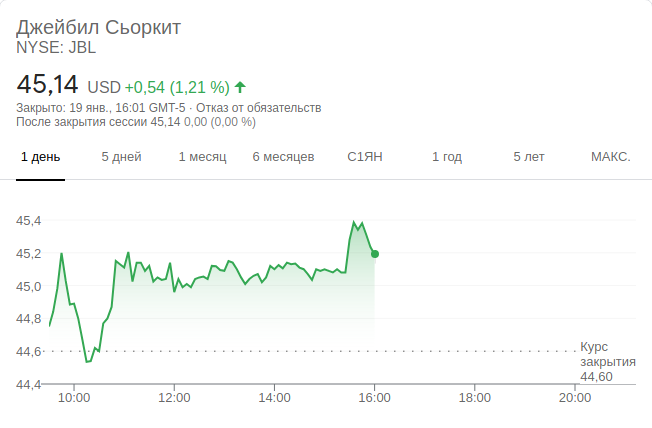 Джейбил Сьоркит
NYSE: JBL
45,14 USD +0,54 (1,21 %)
Закрыто: 19 янв., 16:01 GMT-5 · Отказ от обязательств
После закрытия сессии 45,14 0,00 (0,00 %)
1 день 5 дней 1 месяц 6 месяцев С1ЯН 1 год 5 лет МАКС.
45,4
45,2
45,0
44,8
44,6
44,4
Курс
закрытия
44,60
10:00 12:00 14:00 16:00 18:00 20:00